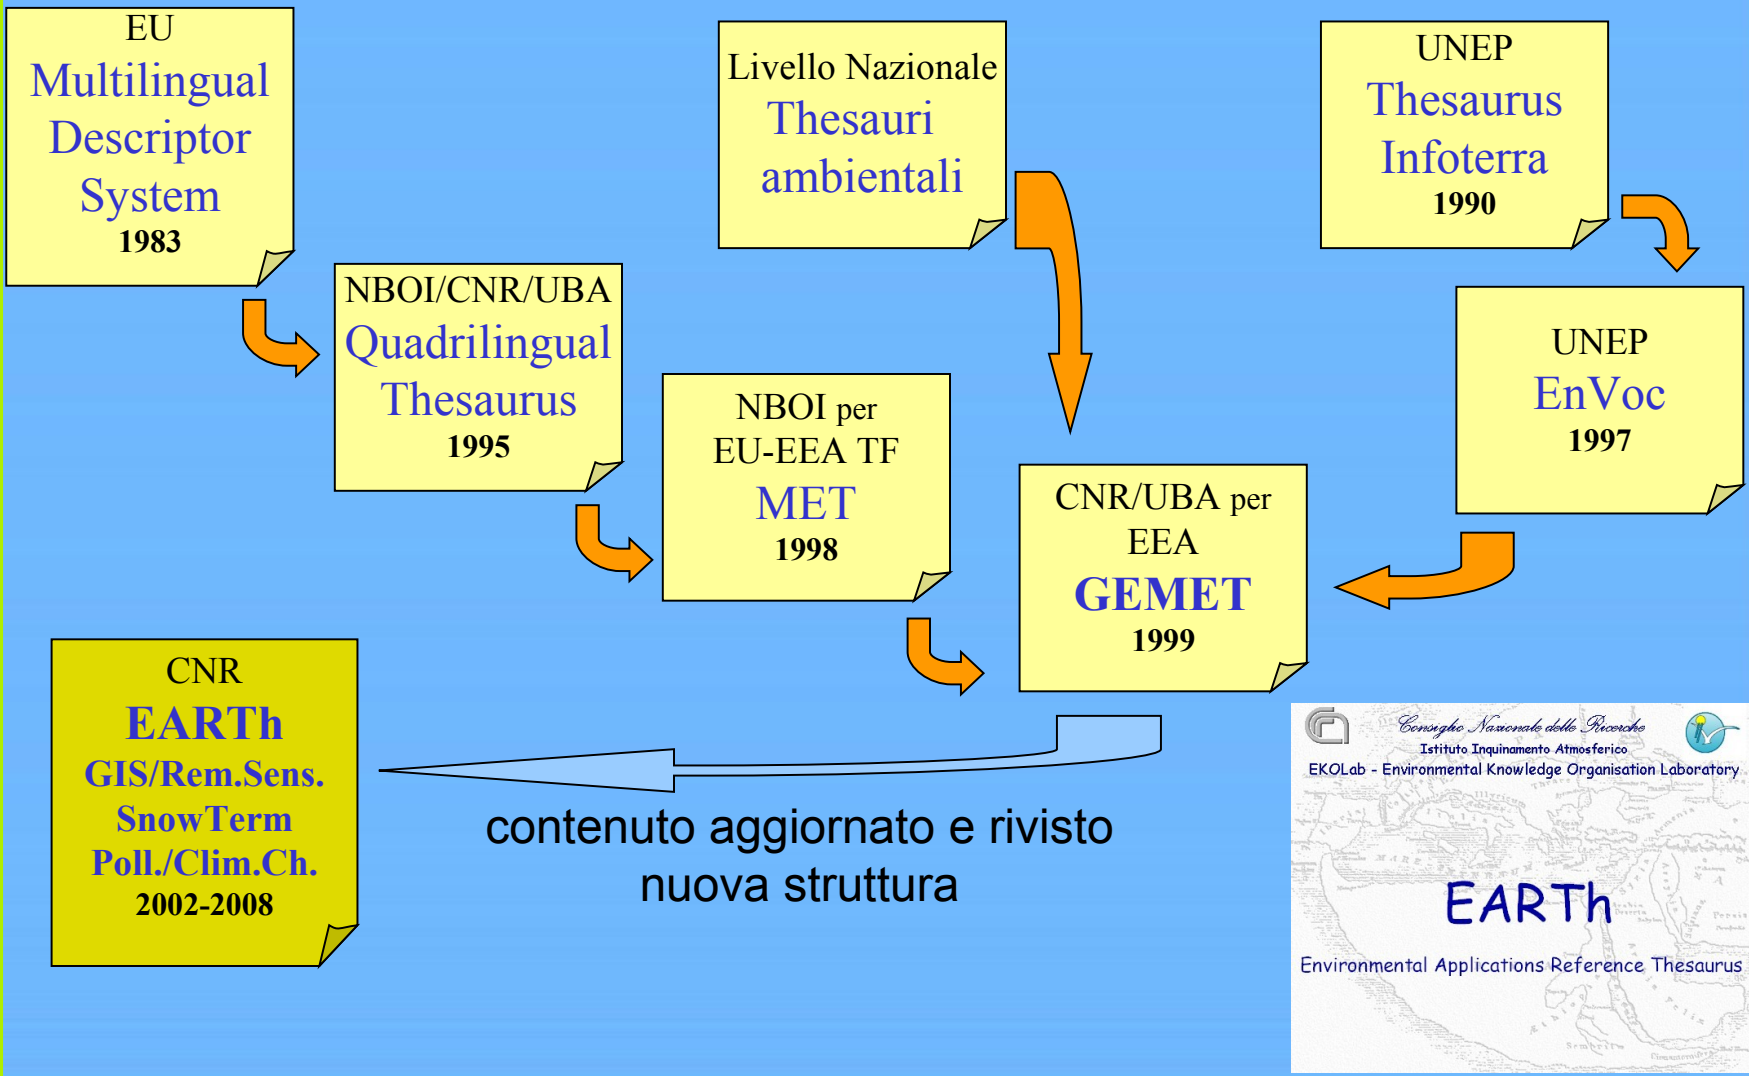 EU
Multilingual
Descriptor
System
1983
Livello Nazionale
Thesauri
ambientali
UNEP
Thesaurus
Infoterra
1990
NBOI/CNR/UBA
Quadrilingual
Thesaurus
1995
UNEP
EnVoc
1997
NBOI per
EU-EEA TF
MET
1998
CNR/UBA per
EEA
GEMET
1999
CNR
EARTh
GIS/Rem.Sens.
SnowTerm
Poll./Clim.Ch.
2002-2008
contenuto aggiornato e rivisto
nuova struttura
Consiglio Nazionale delle Ricerche
Istituto Inquinamento Atmosferico
EKOLab - Environmental Knowledge Organisation Laboratory
EARTh
Environmental Applications Reference Thesaurus